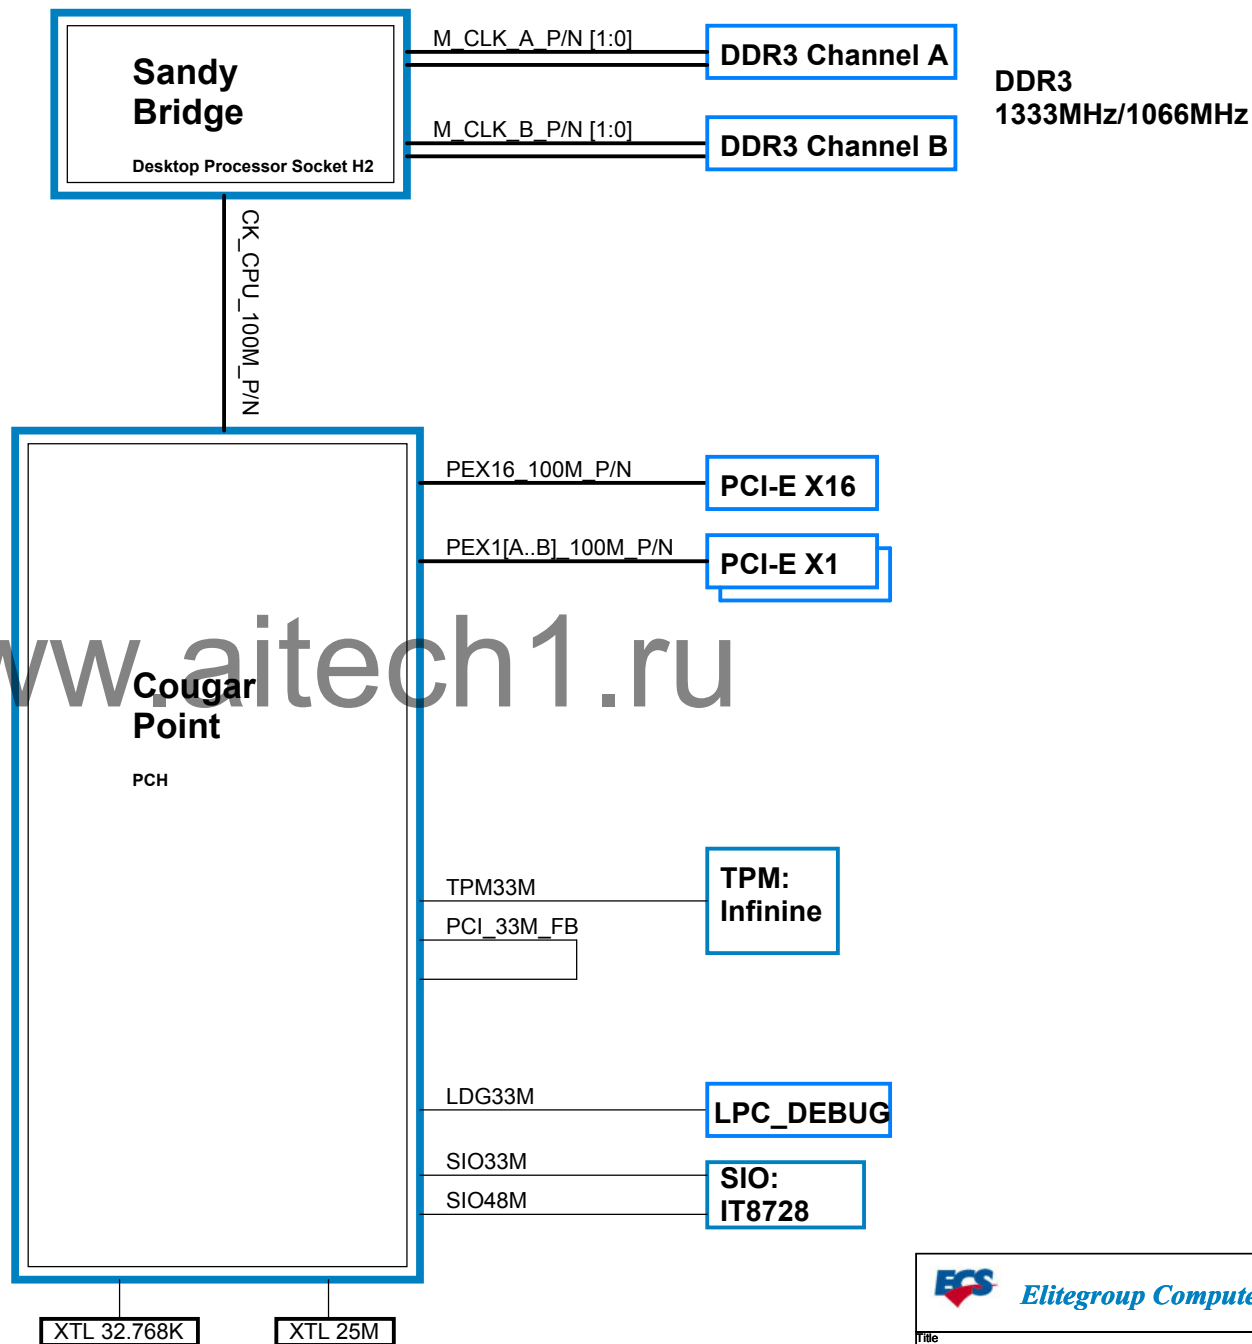 Sandy
Bridge
Desktop Processor Socket H2
M_CLK_A_P/N [1:0]
DDR3 Channel A
M_CLK_B_P/N [1:0]
DDR3 Channel B
DDR3
1333MHz/1066MHz
CK_CPU_100M_P/N
PEX16_100M_P/N
PCI-E X16
PEX1[A..B]_100M_P/N
PCI-E X1
www.aitech1.ru
Cougar
Point
PCH
TPM33M
TPM:
Infinine
PCI_33M_FB
LDG33M
LPC_DEBUG
SIO33M
SIO48M
SIO:
IT8728
XTL 32.768K
XTL 25M
ECS
Elitegroup Compute
Title